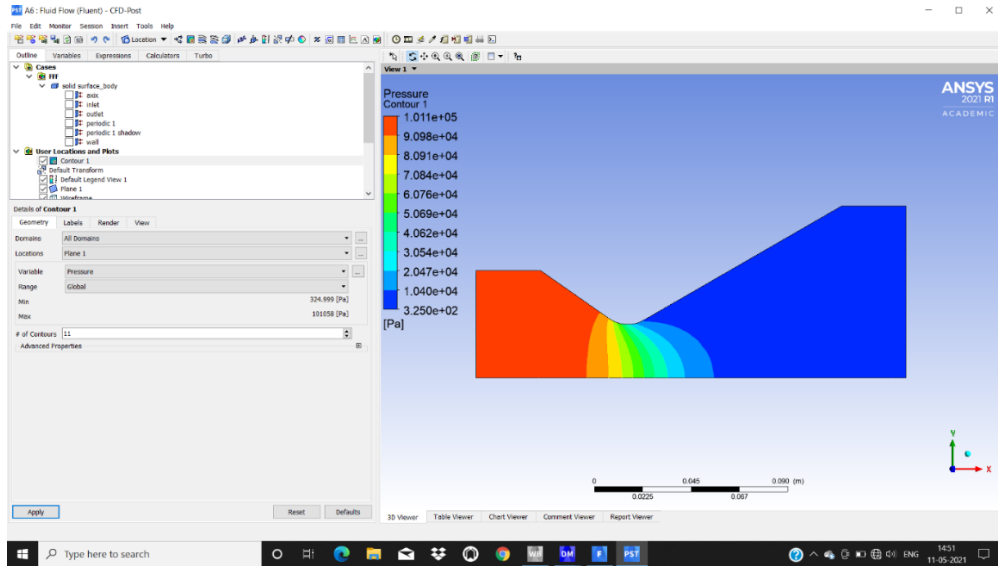 A6 : Fluid Flow (Fluent) - CFD-Post
File Edit Monitor Session Insert Tools Help
Location
Outline Variables Expressions Calculators Turbo
Cases
FFF
solid surface_body
axis
inlet
outlet
periodic 1
periodic 1 shadow
wall
User Locations and Plots
Contour 1
Default Transform
Default Legend View 1
Plane 1
Wireframe
Details of Contour 1
Geometry Labels Render View
Domains All Domains
Locations Plane 1
Variable Pressure
Range Global
Min 324.999 [Pa]
Max 101058 [Pa]
# of Contours 11
Advanced Properties
Apply Reset Defaults
View 1
Pressure
Contour 1
1.011e+05
9.098e+04
8.091e+04
7.084e+04
6.076e+04
5.069e+04
4.062e+04
3.054e+04
2.047e+04
1.040e+04
3.250e+02
[Pa]
ANSYS
2021 R1
ACADEMIC
Y
X
0 0.045 0.090 (m)
0.0225 0.067
3D Viewer Table Viewer Chart Viewer Comment Viewer Report Viewer
Type here to search
WB DM F PST
ENG
14:51
11-05-2021